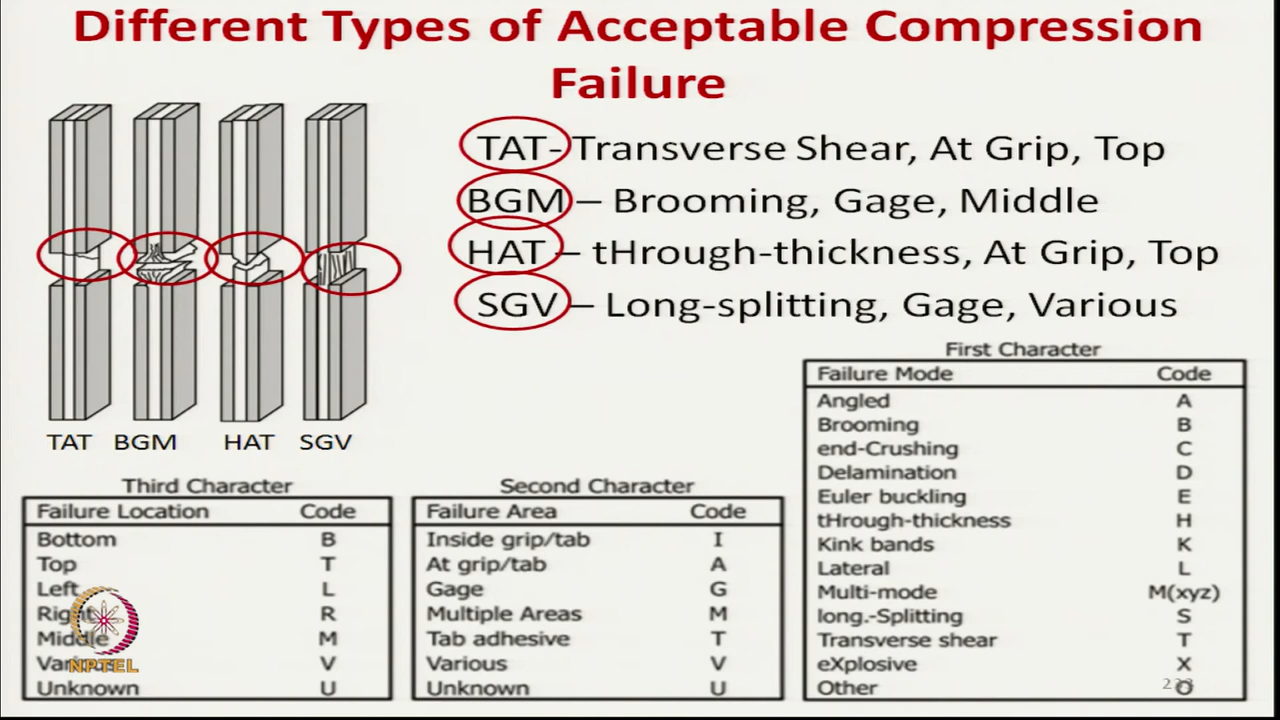 Different Types of Acceptable Compression
Failure
TAT- Transverse Shear, At Grip, Top
BGM – Brooming, Gage, Middle
HAT – tHrough-thickness, At Grip, Top
SGV – Long-splitting, Gage, Various
TAT BGM HAT SGV
First Character
Failure Mode Code
Angled A
Brooming B
end-Crushing C
Delamination D
Euler buckling E
tHrough-thickness H
Kink bands K
Lateral L
Multi-mode M(xyz)
long.-Splitting S
Transverse shear T
eXplosive X
Other O
Second Character
Failure Area Code
Inside grip/tab I
At grip/tab A
Gage G
Multiple Areas M
Tab adhesive T
Various V
Unknown U
Third Character
Failure Location Code
Bottom B
Top T
Left L
Right R
Middle M
Various V
Unknown U
NPTEL